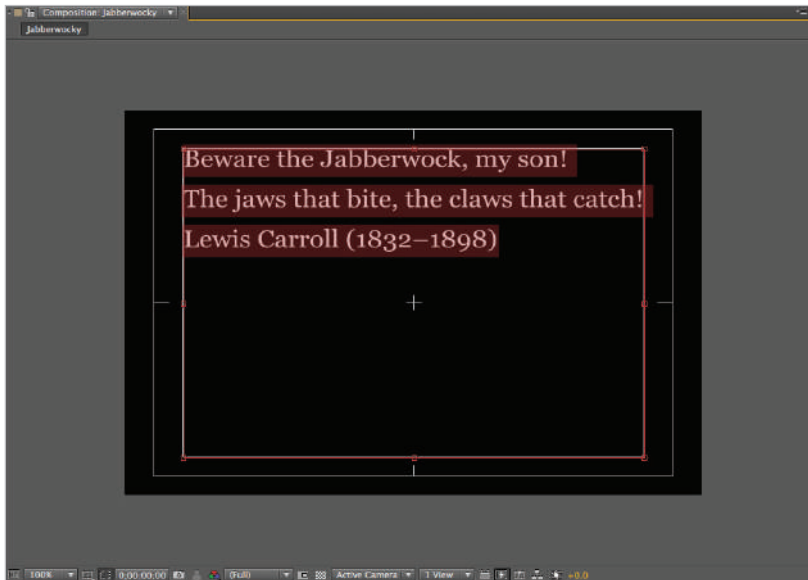 Composition: Jabberwocky
Jabberwocky
Beware the Jabberwock, my son!
The jaws that bite, the claws that catch!
Lewis Carroll (1832–1898)
100% 0;00;00;00 (Full) Active Camera 1 View +0.0